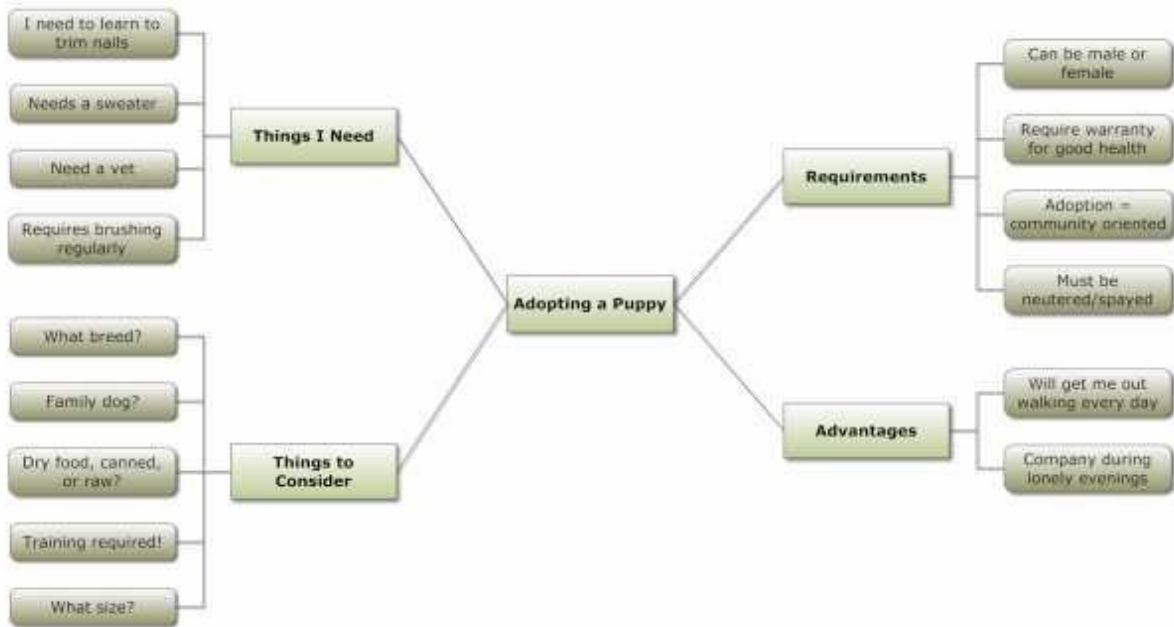 Adopting a Puppy
Things I Need
I need to learn to
trim nails
Needs a sweater
Need a vet
Requires brushing
regularly
Things to
Consider
What breed?
Family dog?
Dry food, canned,
or raw?
Training required!
What size?
Requirements
Can be male or
female
Require warranty
for good health
Adoption =
community oriented
Must be
neutered/spayed
Advantages
Will get me out
walking every day
Company during
lonely evenings